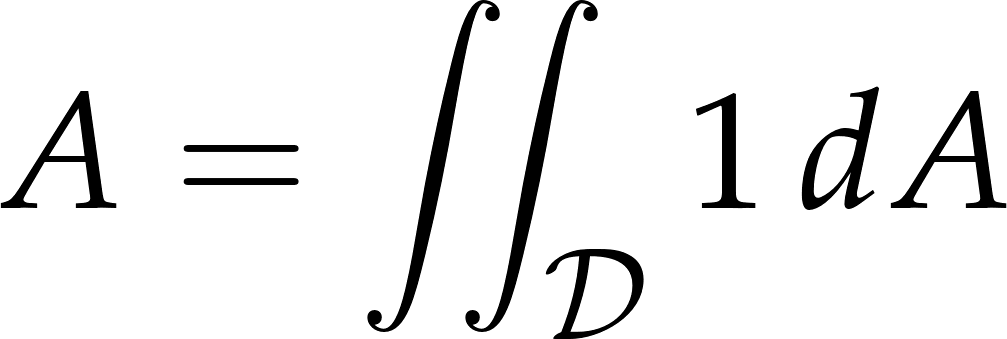 A = ∬_𝒟 1 dA